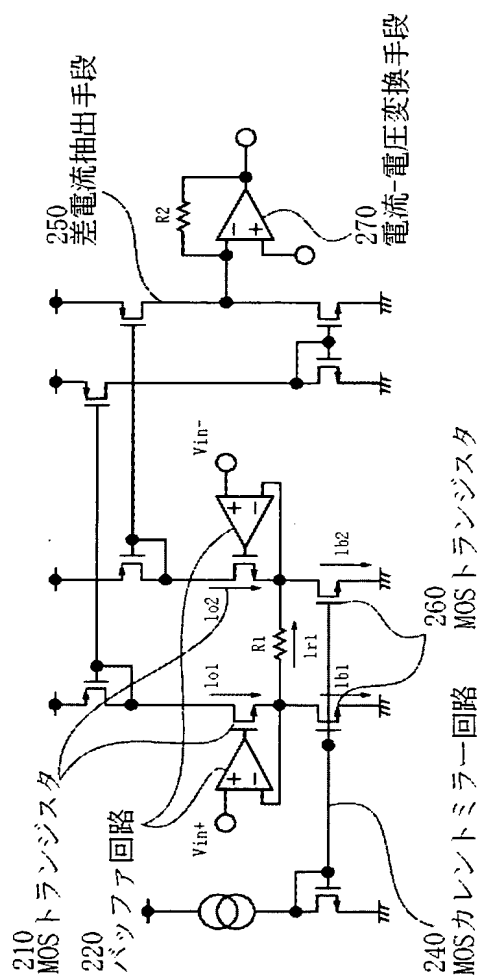 210
MOSトランジスタ
220
バッファ回路
250
差電流抽出手段
R2
270
電流-電圧変換手段
Vin+
Vin-
+
-
+
-
-
+
Io1
Io2
R1
Ir1
Ib1
Ib2
240
MOSカレントミラー回路
260
MOSトランジスタ